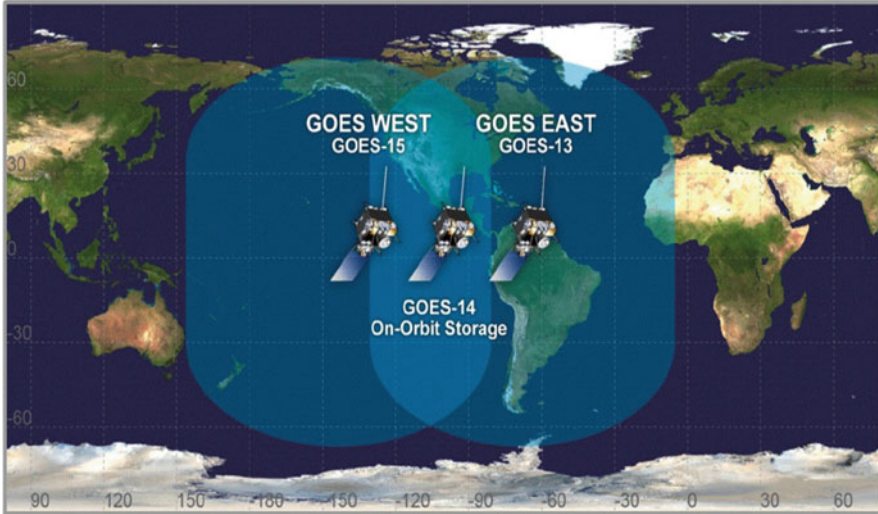 60
30
0
-30
-60
GOES WEST
GOES-15
GOES EAST
GOES-13
GOES-14
On-Orbit Storage
90 120 150 180 -150 -120 -90 -60 -30 0 30 60